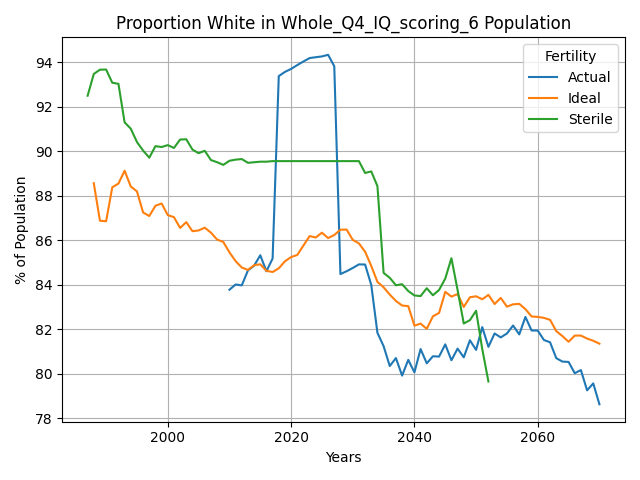 Proportion White in Whole_Q4_IQ_scoring_6 Population
Fertility
Actual
Ideal
Sterile
% of Population
94
92
90
88
86
84
82
80
78
2000
2020
2040
2060
Years